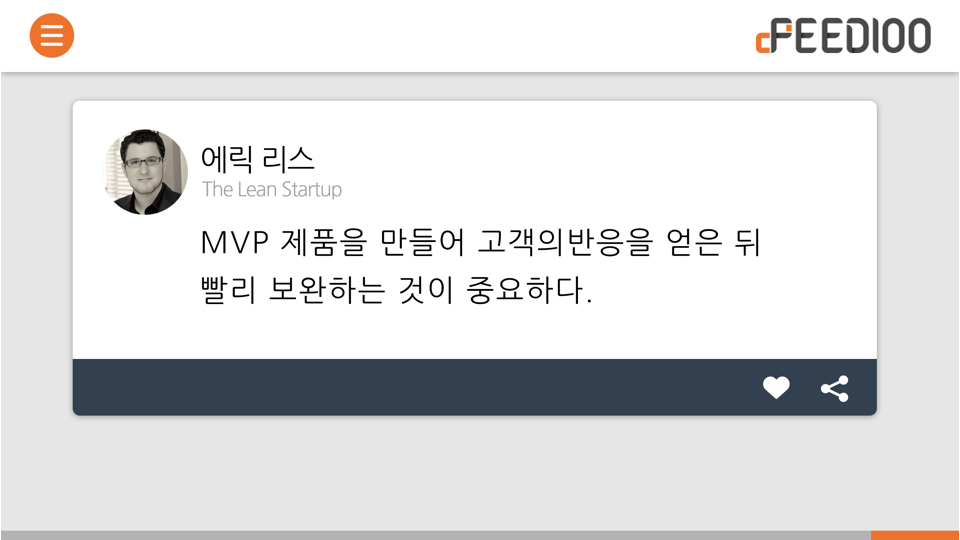 FEED100
에릭 리스
The Lean Startup
MVP 제품을 만들어 고객의반응을 얻은 뒤
빨리 보완하는 것이 중요하다.